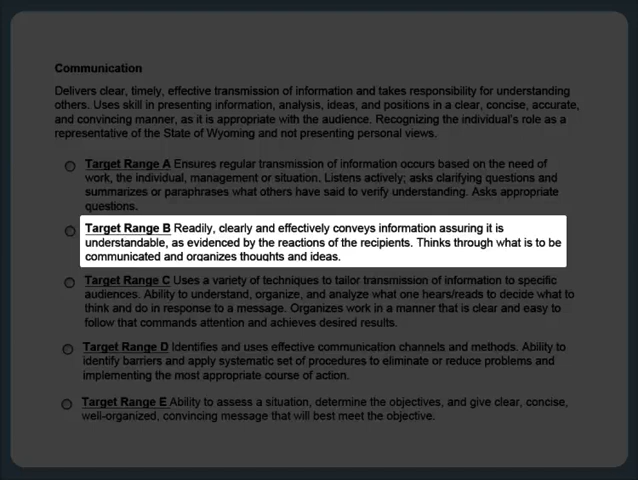 Communication
Delivers clear, timely, effective transmission of information and takes responsibility for understanding
others. Uses skill in presenting information, analysis, ideas, and positions in a clear, concise, accurate,
and convincing manner, as it is appropriate with the audience. Recognizing the individual's role as a
representative of the State of Wyoming and not presenting personal views.
Target Range A Ensures regular transmission of information occurs based on the need of
work, the individual, management or situation. Listens actively; asks clarifying questions and
summarizes or paraphrases what others have said to verify understanding. Asks appropriate
questions.
Target Range B Readily, clearly and effectively conveys information assuring it is
understandable, as evidenced by the reactions of the recipients. Thinks through what is to be
communicated and organizes thoughts and ideas.
Target Range C Uses a variety of techniques to tailor transmission of information to specific
audiences. Ability to understand, organize, and analyze what one hears/reads to decide what to
think and do in response to a message. Organizes work in a manner that is clear and easy to
follow that commands attention and achieves desired results.
Target Range D Identifies and uses effective communication channels and methods. Ability to
identify barriers and apply systematic set of procedures to eliminate or reduce problems and
implementing the most appropriate course of action.
Target Range E Ability to assess a situation, determine the objectives, and give clear, concise,
well-organized, convincing message that will best meet the objective.